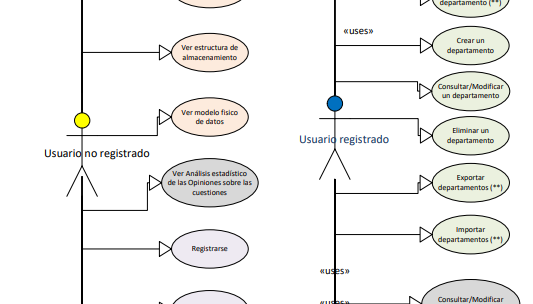 departamento (**)
«uses»
Ver estructura de
almacenamiento
Crear un
departamento
Consultar/Modificar
un departamento
Ver modelo fisico
de datos
Usuario no registrado
Usuario registrado
Eliminar un
departamento
Ver Análisis estadístico
de las Opiniones sobre las
cuestiones
Exportar
departamentos (**)
Registrarse
Importar
departamentos (**)
«uses»
«uses»
Consultar/Modificar